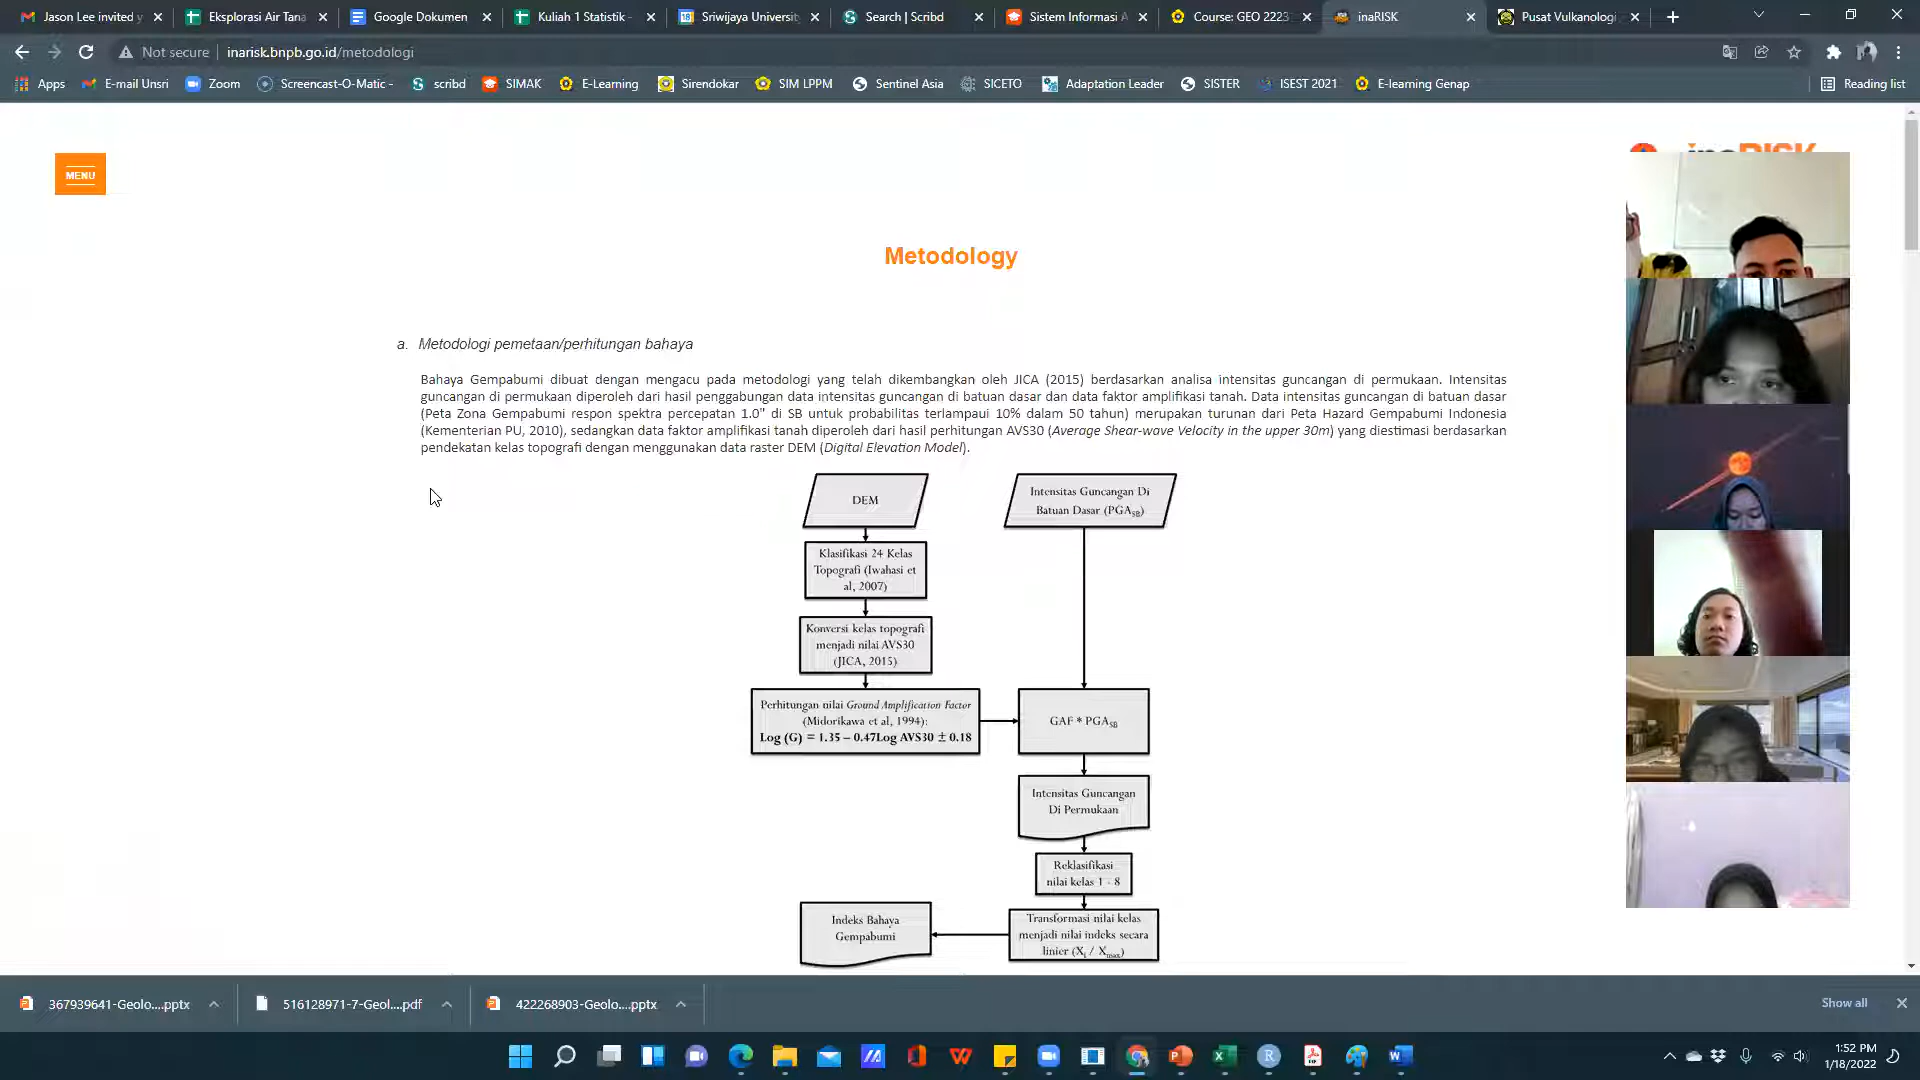 Jason Lee invited y
Eksplorasi Air Tana
Google Dokumen
Kuliah 1 Statistik -
Sriwijaya Universit
Search | Scribd
Sistem Informasi A
Course: GEO 2223
inaRISK
Pusat Vulkanologi
Not secure
inarisk.bnpb.go.id/metodologi
Apps
E-mail Unsri
Zoom
Screencast-O-Matic -
scribd
SIMAK
E-Learning
Sirendokar
SIM LPPM
Sentinel Asia
SICETO
Adaptation Leader
SISTER
ISEST 2021
E-learning Genap
Reading list
MENU
inaRISK
Metodology
a. Metodologi pemetaan/perhitungan bahaya
Bahaya Gempabumi dibuat dengan mengacu pada metodologi yang telah dikembangkan oleh JICA (2015) berdasarkan analisa intensitas guncangan di permukaan. Intensitas
guncangan di permukaan diperoleh dari hasil penggabungan data intensitas guncangan di batuan dasar dan data faktor amplifikasi tanah. Data intensitas guncangan di batuan dasar
(Peta Zona Gempabumi respon spektra percepatan 1.0" di SB untuk probabilitas terlampaui 10% dalam 50 tahun) merupakan turunan dari Peta Hazard Gempabumi Indonesia
(Kementerian PU, 2010), sedangkan data faktor amplifikasi tanah diperoleh dari hasil perhitungan AVS30 (Average Shear-wave Velocity in the upper 30m) yang diestimasi berdasarkan
pendekatan kelas topografi dengan menggunakan data raster DEM (Digital Elevation Model).
DEM
Intensitas Guncangan Di
Batuan Dasar (PGASB)
Klasifikasi 24 Kelas
Topografi (Iwahasi et
al, 2007)
Konversi kelas topografi
menjadi nilai AVS30
(JICA, 2015)
Perhitungan nilai Ground Amplification Factor
(Midorikawa et al, 1994):
Log (G) = 1.35 – 0.47Log AVS30 ± 0.18
GAF * PGASB
Intensitas Guncangan
Di Permukaan
Reklasifikasi
nilai kelas 1 - 8
Transformasi nilai kelas
menjadi nilai indeks secara
linier (Xi / Xmax)
Indeks Bahaya
Gempabumi
367939641-Geolo....pptx
516128971-7-Geol....pdf
422268903-Geolo....pptx
Show all
1:52 PM
1/18/2022